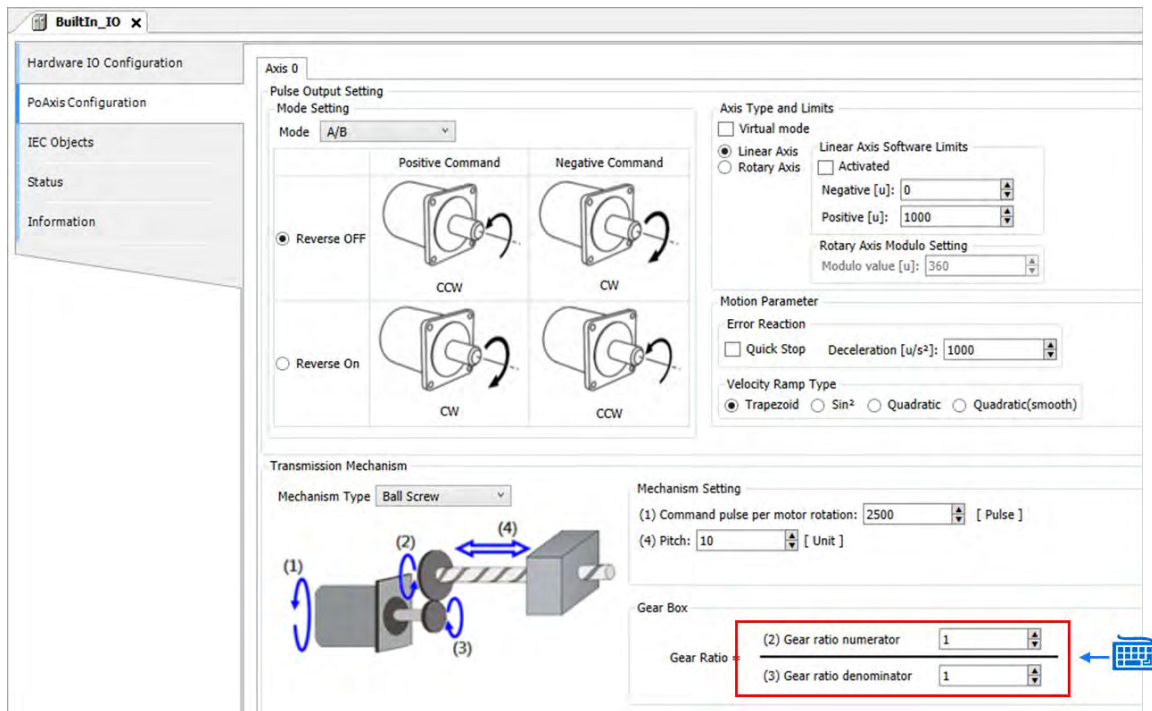 BuiltIn_IO x
Hardware IO Configuration
PoAxis Configuration
IEC Objects
Status
Information
Axis 0
Pulse Output Setting
Mode Setting
Mode A/B
Positive Command Negative Command
Reverse OFF
CCW CW
Reverse On
CW CCW
Axis Type and Limits
Virtual mode
Linear Axis
Rotary Axis
Linear Axis Software Limits
Activated
Negative [u]: 0
Positive [u]: 1000
Rotary Axis Modulo Setting
Modulo value [u]: 360
Motion Parameter
Error Reaction
Quick Stop Deceleration [u/s²]: 1000
Velocity Ramp Type
Trapezoid Sin² Quadratic Quadratic(smooth)
Transmission Mechanism
Mechanism Type Ball Screw
(1)
(2)
(4)
(3)
Mechanism Setting
(1) Command pulse per motor rotation: 2500 [ Pulse ]
(4) Pitch: 10 [ Unit ]
Gear Box
Gear Ratio =
(2) Gear ratio numerator 1
(3) Gear ratio denominator 1